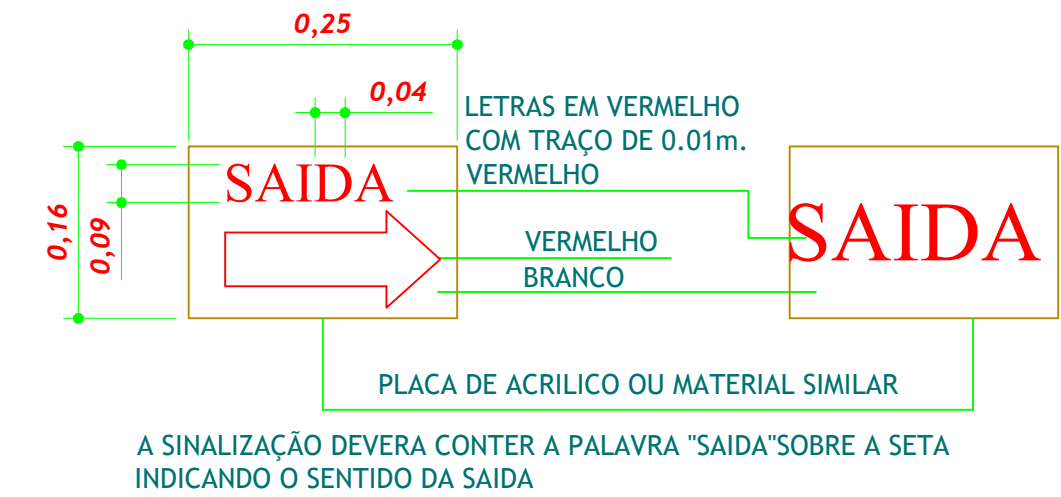 0,25
0,04
LETRAS EM VERMELHO
COM TRAÇO DE 0.01m.
VERMELHO
SAIDA
0,16
0,09
SAIDA
VERMELHO
BRANCO
PLACA DE ACRILICO OU MATERIAL SIMILAR
A SINALIZAÇÃO DEVERA CONTER A PALAVRA "SAIDA"SOBRE A SETA
INDICANDO O SENTIDO DA SAIDA